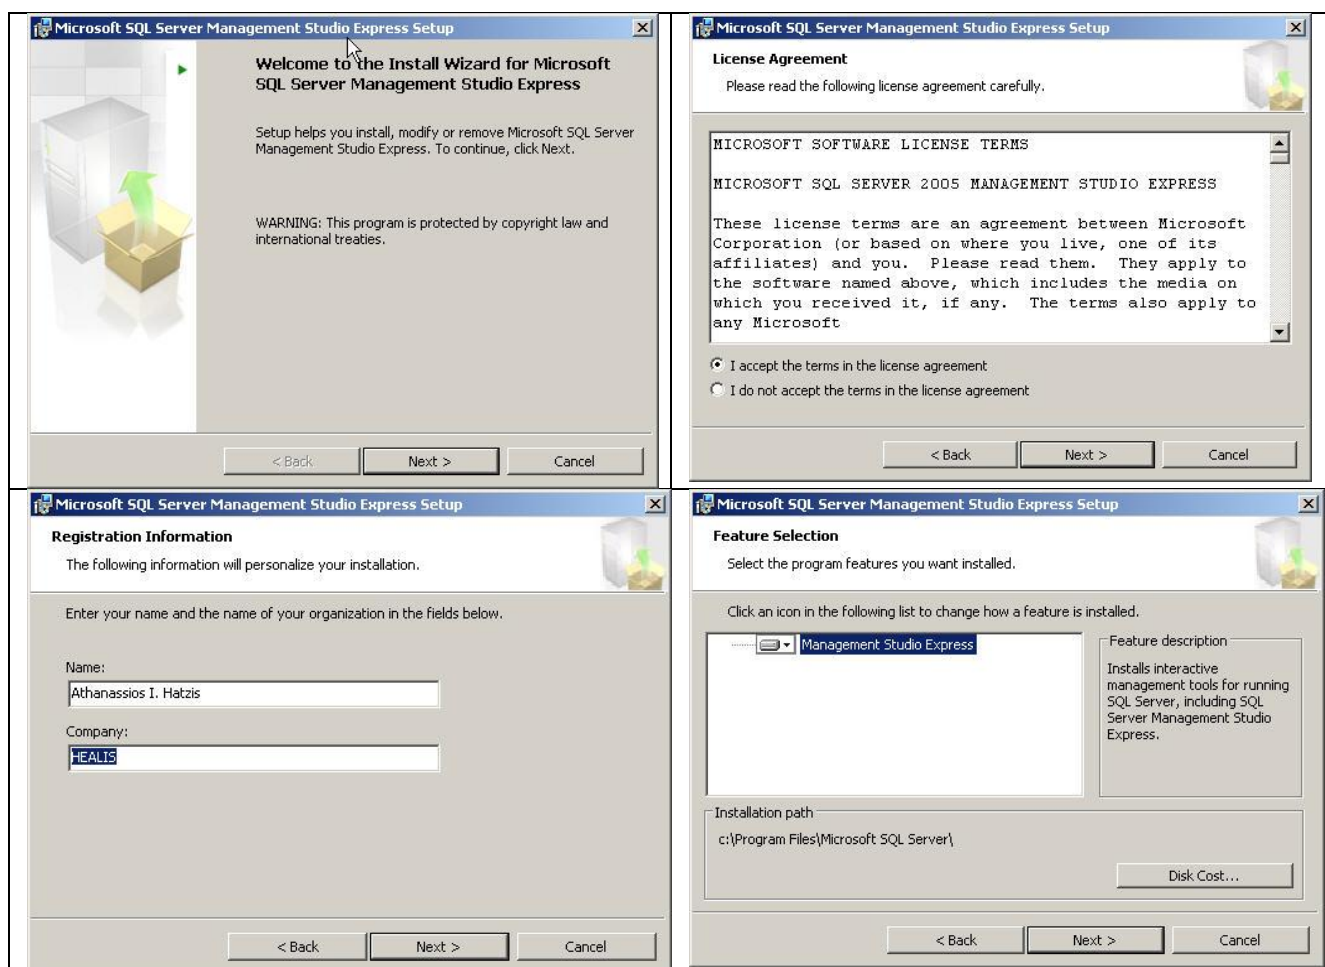 Microsoft SQL Server Management Studio Express Setup
Welcome to the Install Wizard for Microsoft
SQL Server Management Studio Express
Setup helps you install, modify or remove Microsoft SQL Server
Management Studio Express. To continue, click Next.
WARNING: This program is protected by copyright law and
international treaties.
< Back
Next >
Cancel
Microsoft SQL Server Management Studio Express Setup
License Agreement
Please read the following license agreement carefully.
MICROSOFT SOFTWARE LICENSE TERMS
MICROSOFT SQL SERVER 2005 MANAGEMENT STUDIO EXPRESS
These license terms are an agreement between Microsoft
Corporation (or based on where you live, one of its
affiliates) and you.  Please read them.  They apply to
the software named above, which includes the media on
which you received it, if any.  The terms also apply to
any Microsoft
I accept the terms in the license agreement
I do not accept the terms in the license agreement
< Back
Next >
Cancel
Microsoft SQL Server Management Studio Express Setup
Registration Information
The following information will personalize your installation.
Enter your name and the name of your organization in the fields below.
Name:
Athanassios I. Hatzis
Company:
HEALIS
< Back
Next >
Cancel
Microsoft SQL Server Management Studio Express Setup
Feature Selection
Select the program features you want installed.
Click an icon in the following list to change how a feature is installed.
Management Studio Express
Feature description
Installs interactive
management tools for running
SQL Server, including SQL
Server Management Studio
Express.
Installation path
c:\Program Files\Microsoft SQL Server\
Disk Cost...
< Back
Next >
Cancel